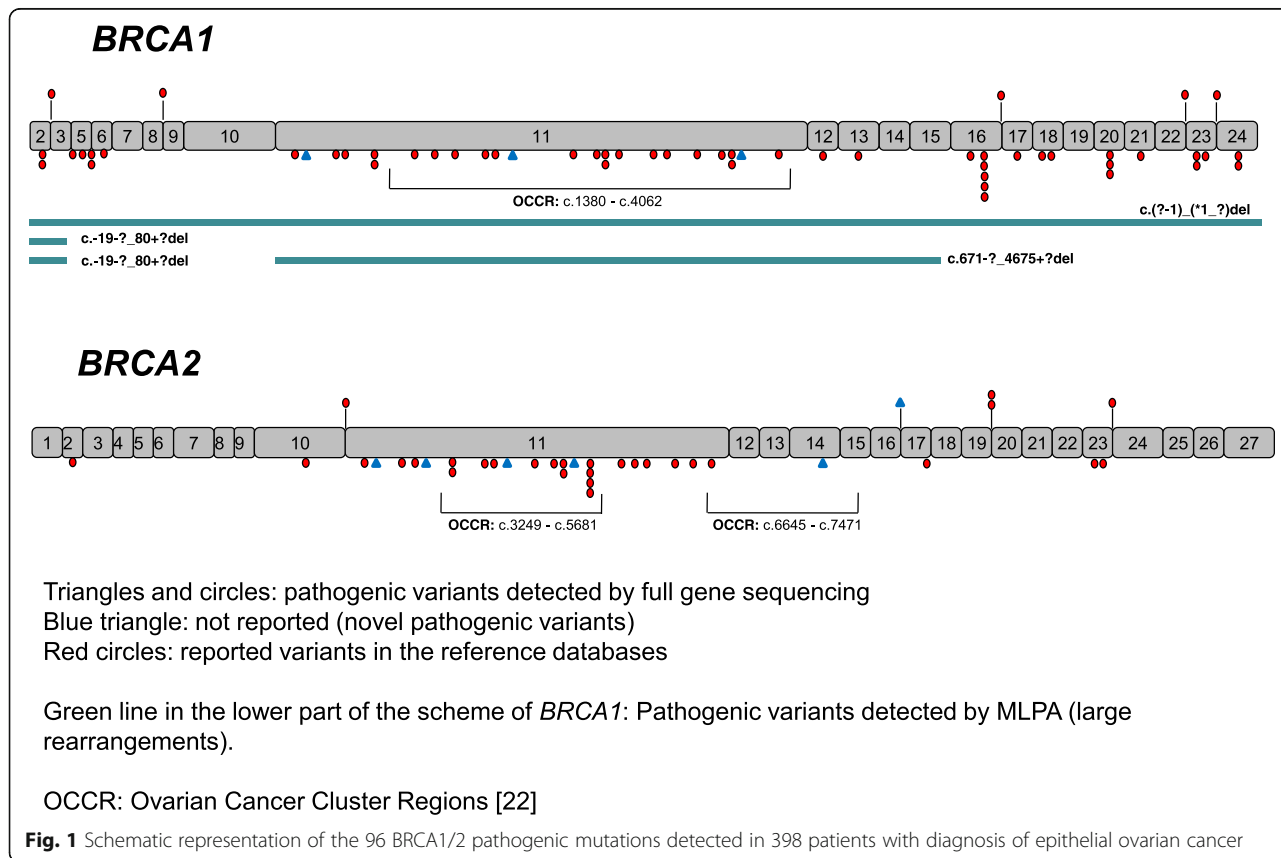 BRCA1
2 3 5 6 7 8 9 10 11 12 13 14 15 16 17 18 19 20 21 22 23 24
OCCR: c.1380 - c.4062
c.(?-1)_(*1_?)del
c.-19-?_80+?del
c.-19-?_80+?del c.671-?_4675+?del
BRCA2
1 2 3 4 5 6 7 8 9 10 11 12 13 14 15 16 17 18 19 20 21 22 23 24 25 26 27
OCCR: c.3249 - c.5681 OCCR: c.6645 - c.7471
Triangles and circles: pathogenic variants detected by full gene sequencing
Blue triangle: not reported (novel pathogenic variants)
Red circles: reported variants in the reference databases
Green line in the lower part of the scheme of BRCA1: Pathogenic variants detected by MLPA (large
rearrangements).
OCCR: Ovarian Cancer Cluster Regions [22]
Fig. 1 Schematic representation of the 96 BRCA1/2 pathogenic mutations detected in 398 patients with diagnosis of epithelial ovarian cancer